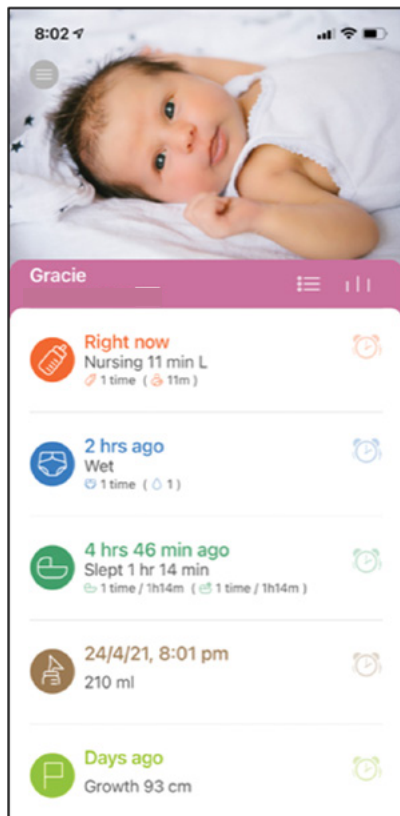 8:02
Gracie
Right now
Nursing 11 min L
1 time ( 11m )
2 hrs ago
Wet
1 time ( 1 )
4 hrs 46 min ago
Slept 1 hr 14 min
1 time / 1h14m ( 1 time / 1h14m )
24/4/21, 8:01 pm
210 ml
Days ago
Growth 93 cm